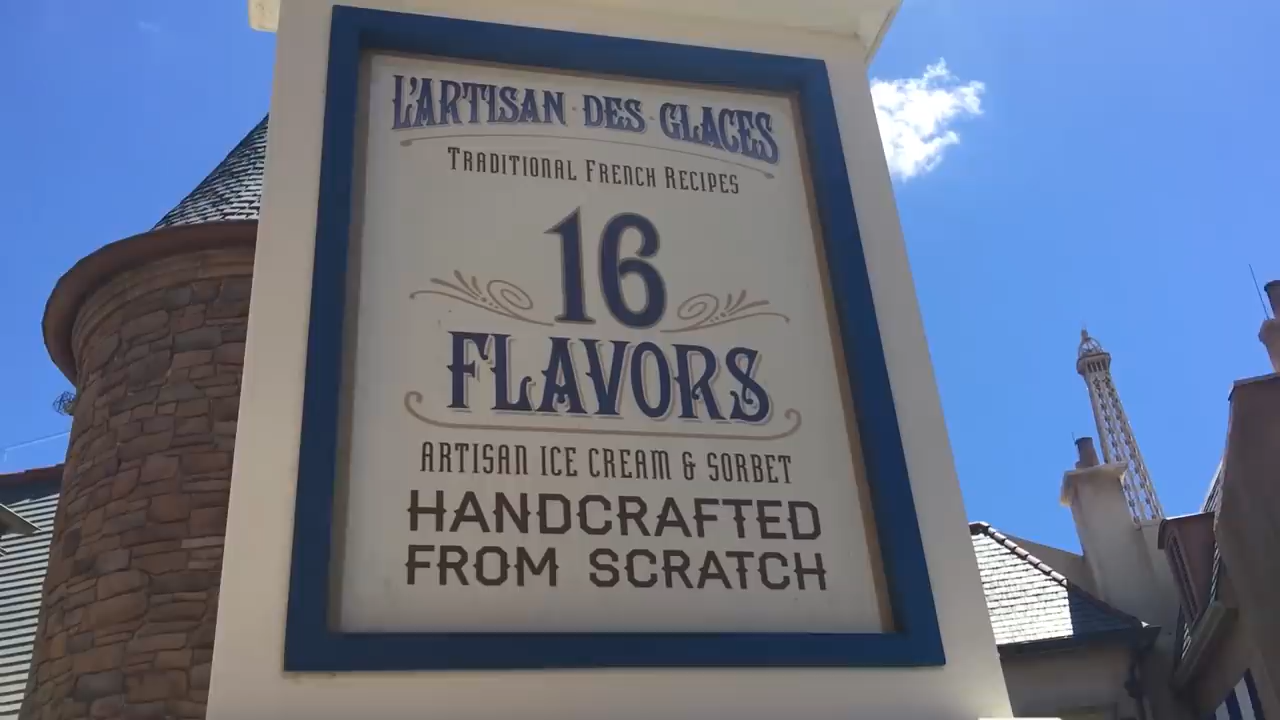 L'ARTISAN DES GLACES
TRADITIONAL FRENCH RECIPES
16
FLAVORS
ARTISAN ICE CREAM & SORBET
HANDCRAFTED
FROM SCRATCH